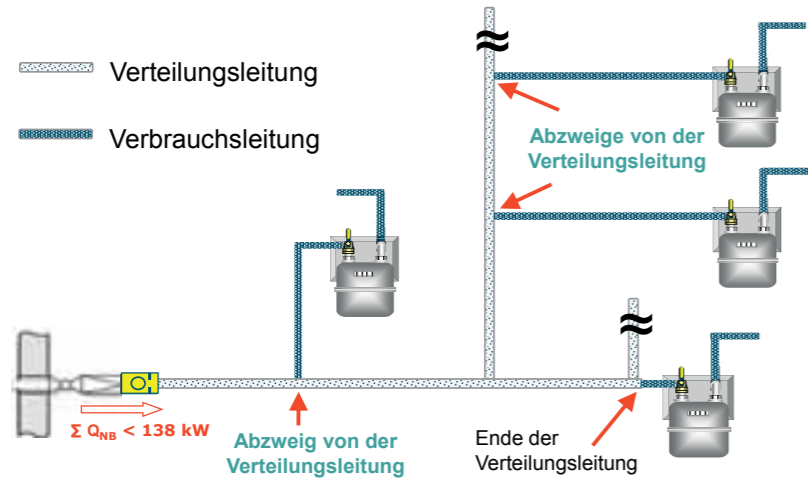 Verteilungsleitung
Verbrauchsleitung
Abzweige von der
Verteilungsleitung
Σ QNB < 138 kW
Abzweig von der
Verteilungsleitung
Ende der
Verteilungsleitung